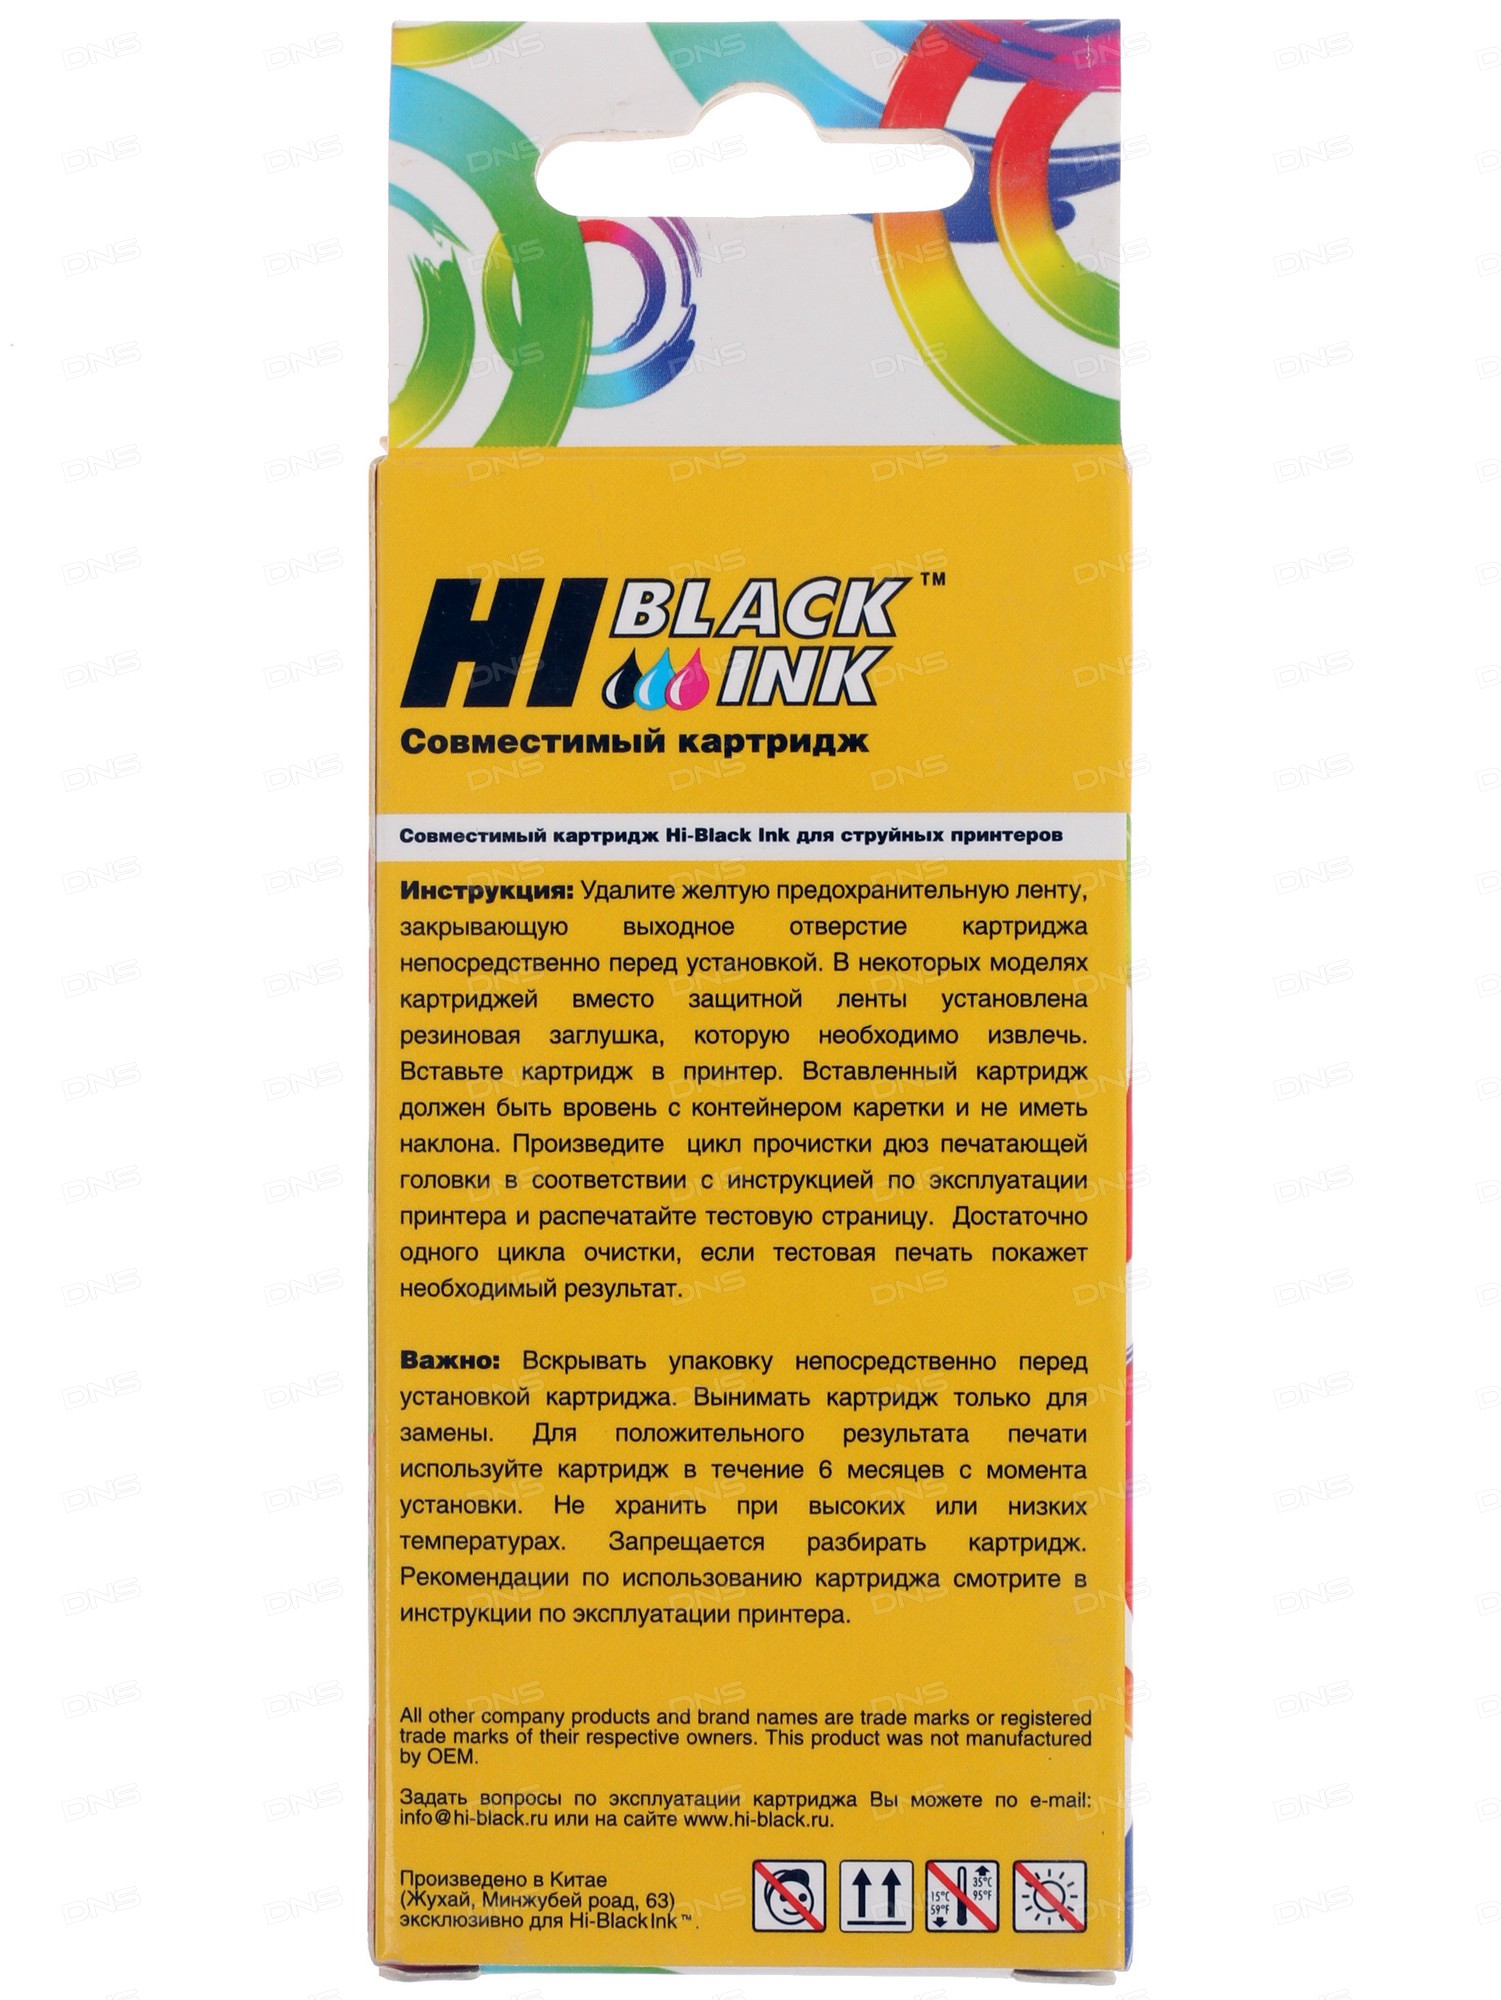 HI BLACK INK™
Совместимый картридж
Совместимый картридж Hi-Black Ink для струйных принтеров
Инструкция: Удалите желтую предохранительную ленту,
закрывающую выходное отверстие картриджа
непосредственно перед установкой. В некоторых моделях
картриджей вместо защитной ленты установлена
резиновая заглушка, которую необходимо извлечь.
Вставьте картридж в принтер. Вставленный картридж
должен быть вровень с контейнером каретки и не иметь
наклона. Произведите цикл прочистки дюз печатающей
головки в соответствии с инструкцией по эксплуатации
принтера и распечатайте тестовую страницу. Достаточно
одного цикла очистки, если тестовая печать покажет
необходимый результат.
Важно: Вскрывать упаковку непосредственно перед
установкой картриджа. Вынимать картридж только для
замены. Для положительного результата печати
используйте картридж в течение 6 месяцев с момента
установки. Не хранить при высоких или низких
температурах. Запрещается разбирать картридж.
Рекомендации по использованию картриджа смотрите в
инструкции по эксплуатации принтера.
All other company products and brand names are trade marks or registered
trade marks of their respective owners. This product was not manufactured
by OEM.
Задать вопросы по эксплуатации картриджа Вы можете по e-mail:
info@hi-black.ru или на сайте www.hi-black.ru.
Произведено в Китае
(Жухай, Минжубей роад, 63)
эксклюзивно для Hi-Black Ink™.
35°C
95°F
15°C
59°F
DNS